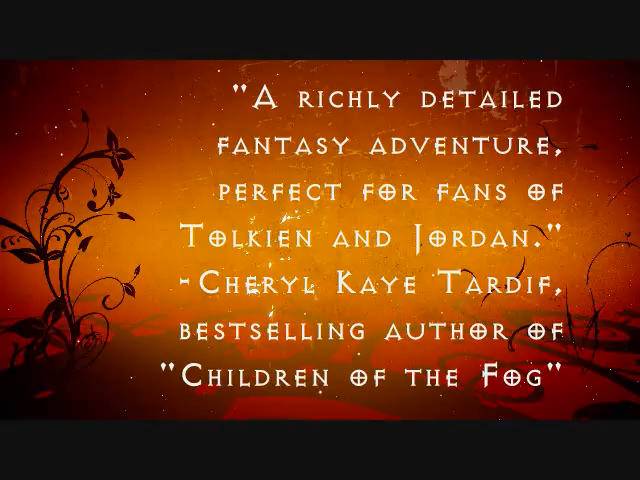 "A richly detailed
fantasy adventure,
perfect for fans of
Tolkien and Jordan."
-Cheryl Kaye Tardif,
bestselling author of
"Children of the Fog"